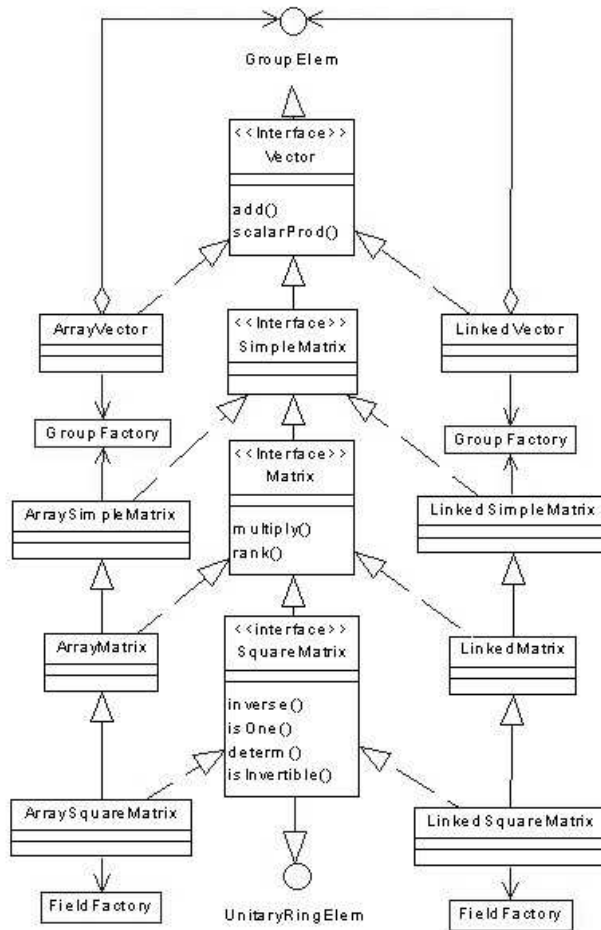 GroupElem
<<Interface>>
Vector
add()
scalarProd()
ArrayVector
<<Interface>>
SimpleMatrix
LinkedVector
GroupFactory
GroupFactory
<<Interface>>
Matrix
multiply()
rank()
ArraySimpleMatrix
LinkedSimpleMatrix
ArrayMatrix
<<interface>>
SquareMatrix
inverse()
isOne()
determ()
isInvertible()
LinkedMatrix
ArraySquareMatrix
LinkedSquareMatrix
FieldFactory
UnitaryRingElem
FieldFactory